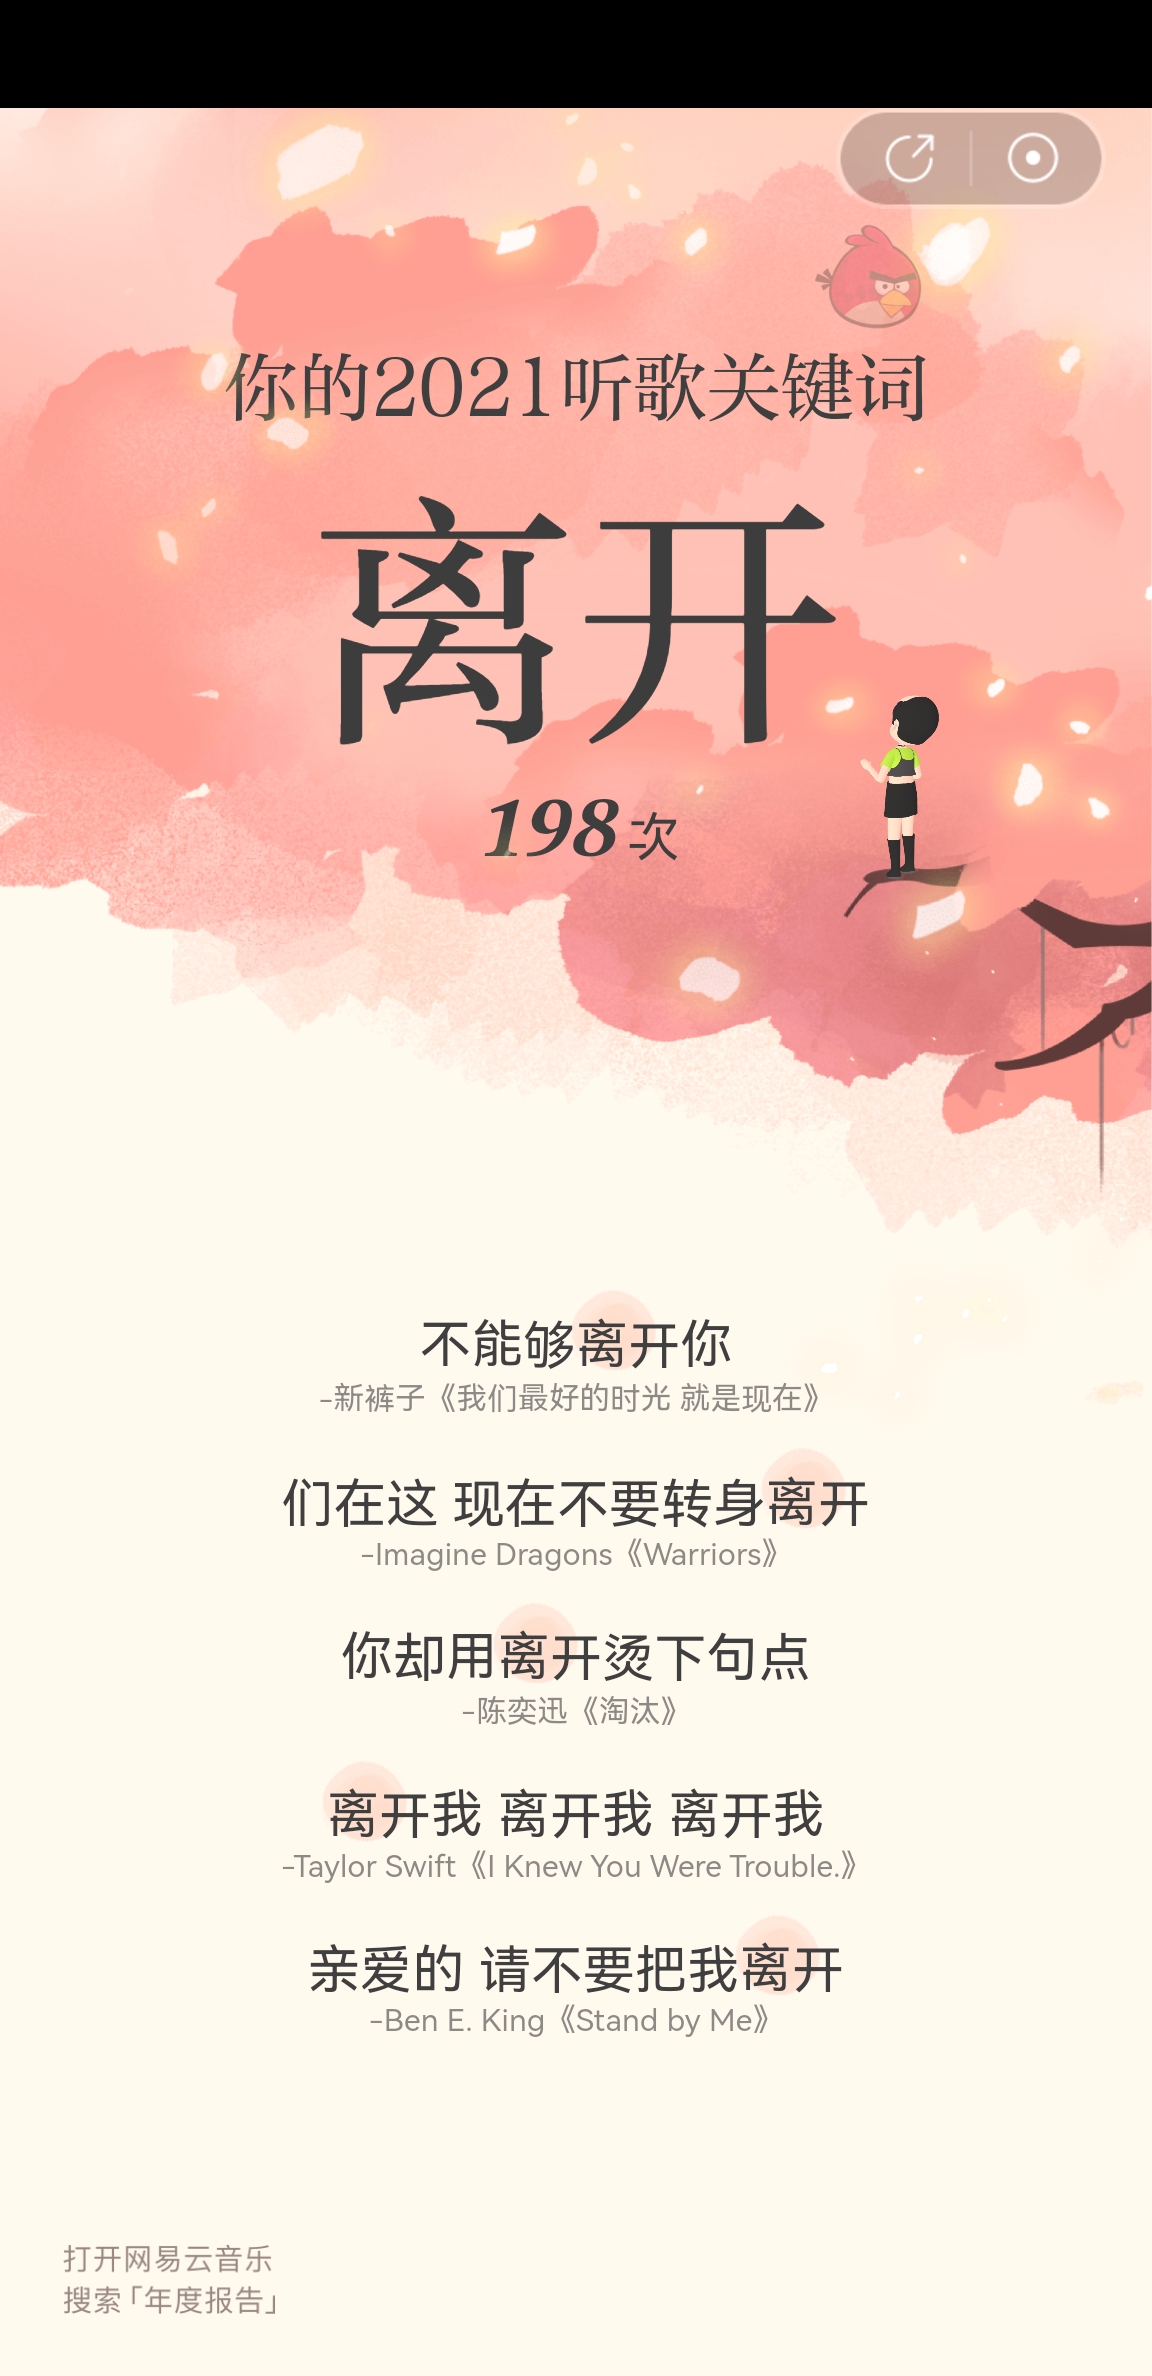 你的2021听歌关键词
离开
198 次
不能够离开你
-新裤子《我们最好的时光 就是现在》
们在这 现在不要转身离开
-Imagine Dragons《Warriors》
你却用离开烫下句点
-陈奕迅《淘汰》
离开我 离开我 离开我
-Taylor Swift《I Knew You Were Trouble.》
亲爱的 请不要把我离开
-Ben E. King《Stand by Me》
打开网易云音乐
搜索「年度报告」